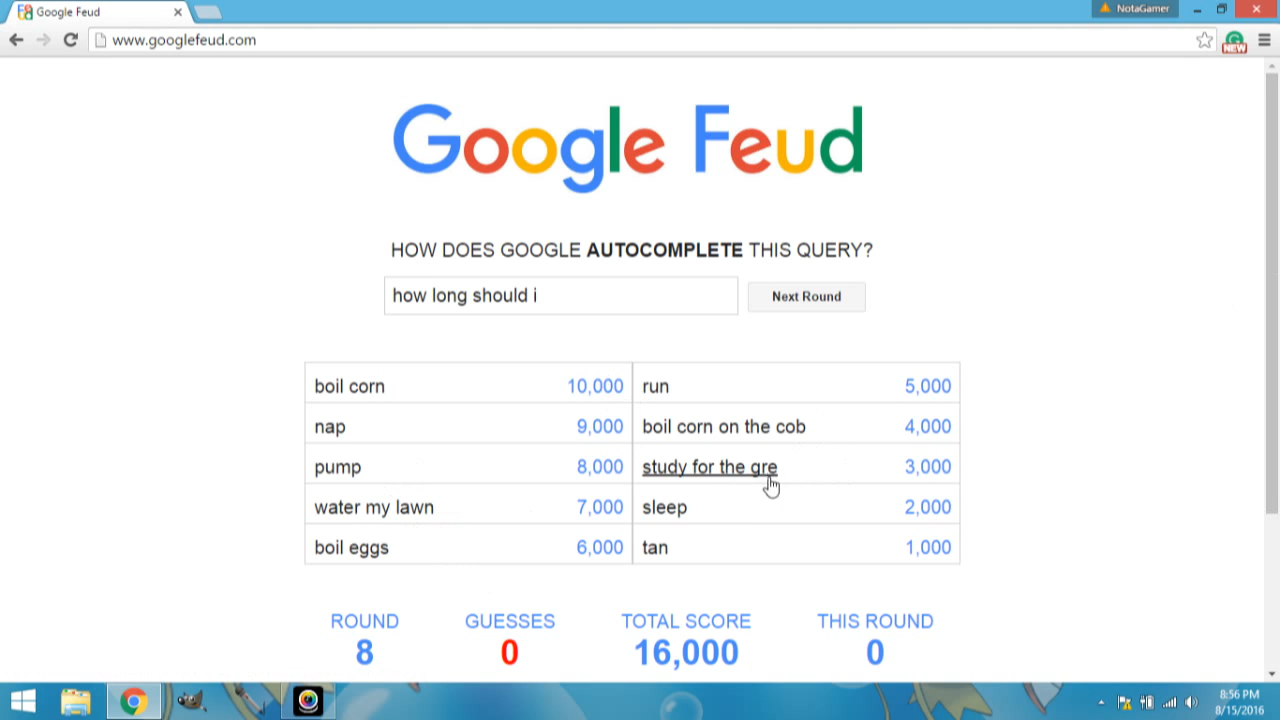 Google Feud
NotaGamer
www.googlefeud.com
NEW
Google Feud
HOW DOES GOOGLE AUTOCOMPLETE THIS QUERY?
how long should i
Next Round
boil corn 10,000 run 5,000
nap 9,000 boil corn on the cob 4,000
pump 8,000 study for the gre 3,000
water my lawn 7,000 sleep 2,000
boil eggs 6,000 tan 1,000
ROUND GUESSES TOTAL SCORE THIS ROUND
8 0 16,000 0
8:56 PM
8/15/2016